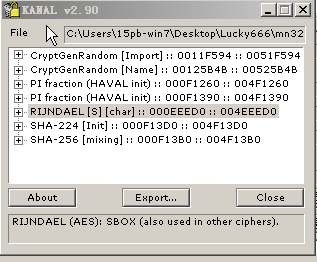 KANAL v2.90
File C:\Users\15pb-win7\Desktop\Lucky666\mn32
CryptGenRandom [Import] :: 0011F594 :: 0051F594
CryptGenRandom [Name] :: 00125B4B :: 00525B4B
PI fraction (HAVAL init) :: 000F1260 :: 004F1260
PI fraction (HAVAL init) :: 000F1390 :: 004F1390
RIJNDAEL [S] [char] :: 000EEED0 :: 004EEED0
SHA-224 [Init] :: 000F13D0 :: 004F13D0
SHA-256 [mixing] :: 000F13B0 :: 004F13B0
About Export... Close
RIJNDAEL (AES): SBOX (also used in other ciphers).